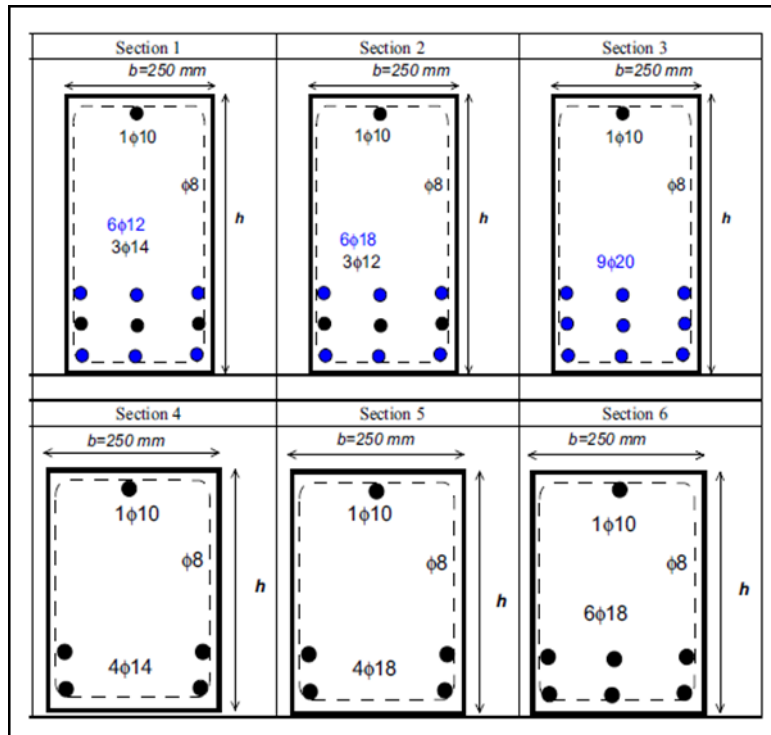 Section 1
Section 2
Section 3
b=250 mm
b=250 mm
b=250 mm
1ϕ10
1ϕ10
1ϕ10
ϕ8
ϕ8
ϕ8
h
h
h
6ϕ12
3ϕ14
6ϕ18
3ϕ12
9ϕ20
Section 4
Section 5
Section 6
b=250 mm
b=250 mm
b=250 mm
1ϕ10
1ϕ10
1ϕ10
ϕ8
ϕ8
ϕ8
h
h
h
4ϕ14
4ϕ18
6ϕ18